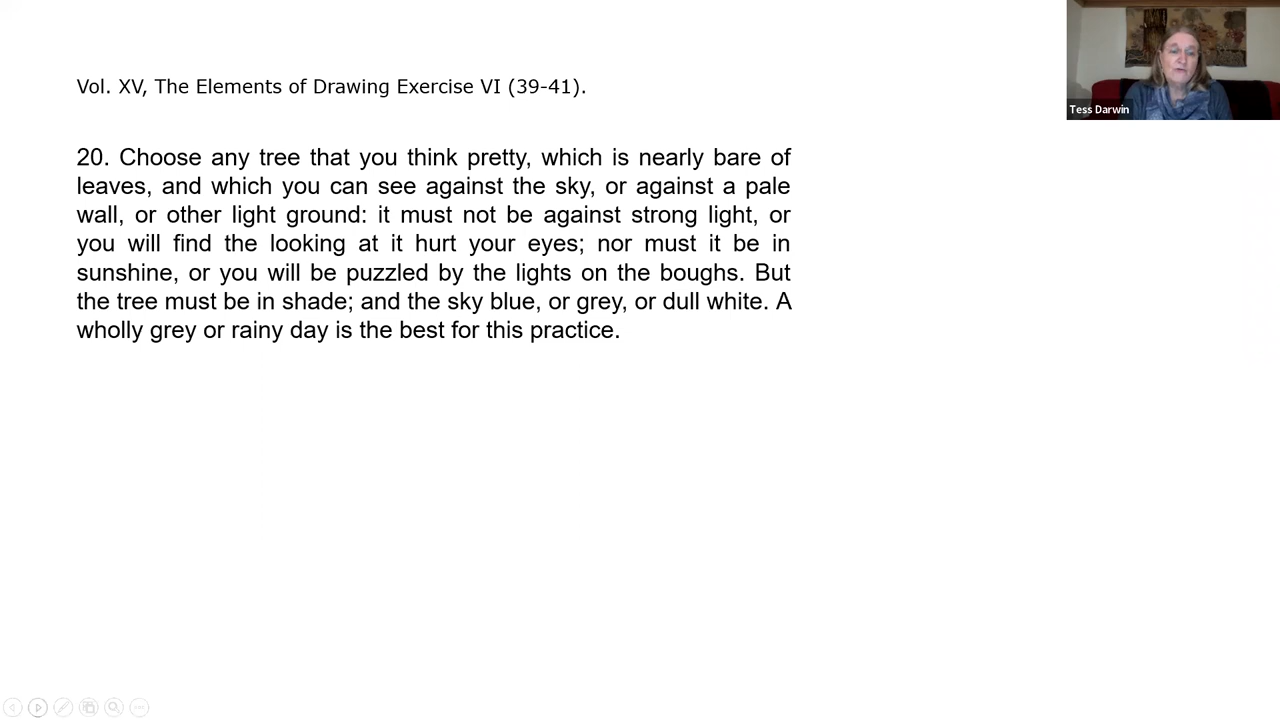 Vol. XV, The Elements of Drawing Exercise VI (39-41).
20. Choose any tree that you think pretty, which is nearly bare of
leaves, and which you can see against the sky, or against a pale
wall, or other light ground: it must not be against strong light, or
you will find the looking at it hurt your eyes; nor must it be in
sunshine, or you will be puzzled by the lights on the boughs. But
the tree must be in shade; and the sky blue, or grey, or dull white. A
wholly grey or rainy day is the best for this practice.
Tess Darwin